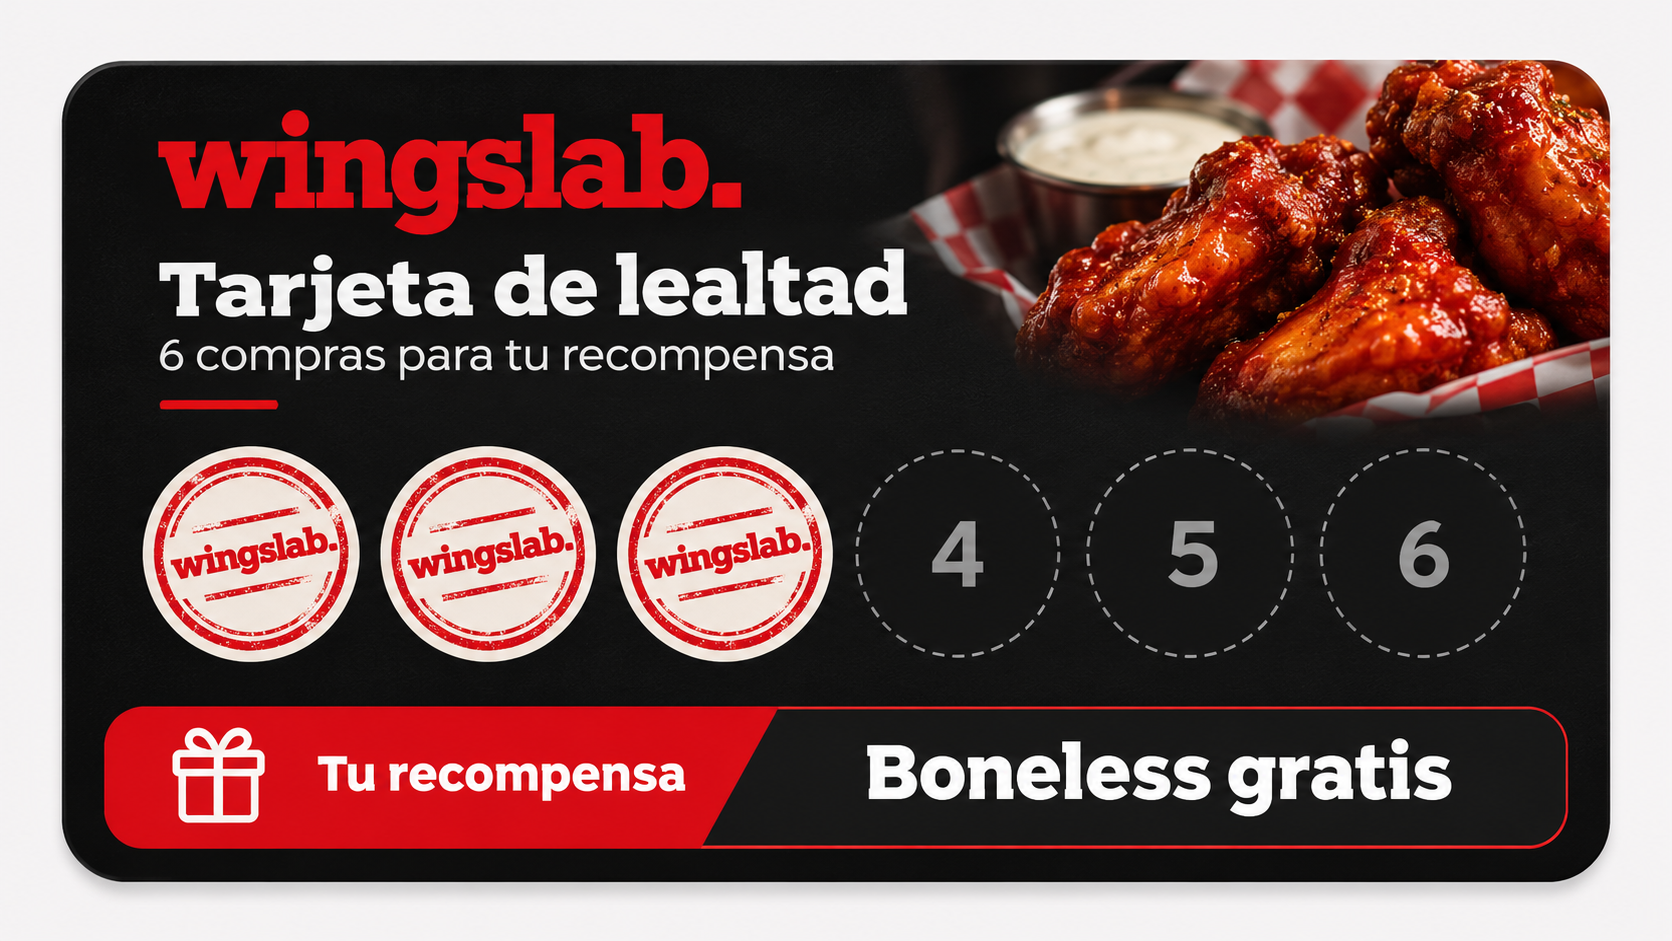 wingslab.
Tarjeta de lealtad
6 compras para tu recompensa
wingslab.
wingslab.
wingslab.
4
5
6
Tu recompensa
Boneless gratis